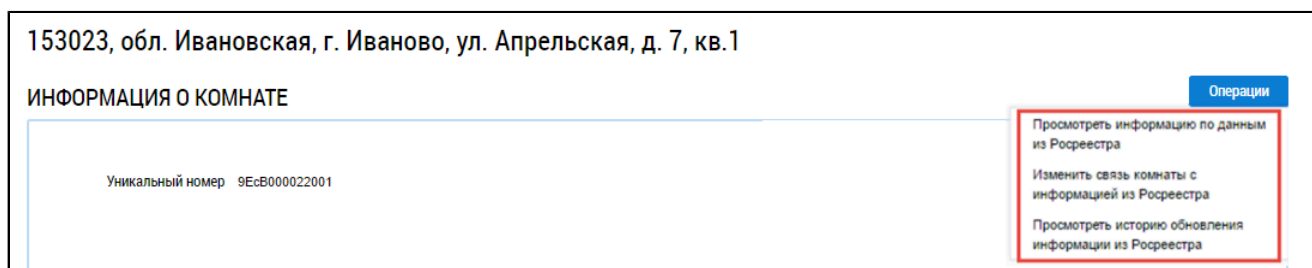 153023, обл. Ивановская, г. Иваново, ул. Апрельская, д. 7, кв.1
ИНФОРМАЦИЯ О КОМНАТЕ
Операции
Просмотреть информацию по данным
из Росреестра
Уникальный номер 9EcB000022001
Изменить связь комнаты с
информацией из Росреестра
Просмотреть историю обновления
информации из Росреестра